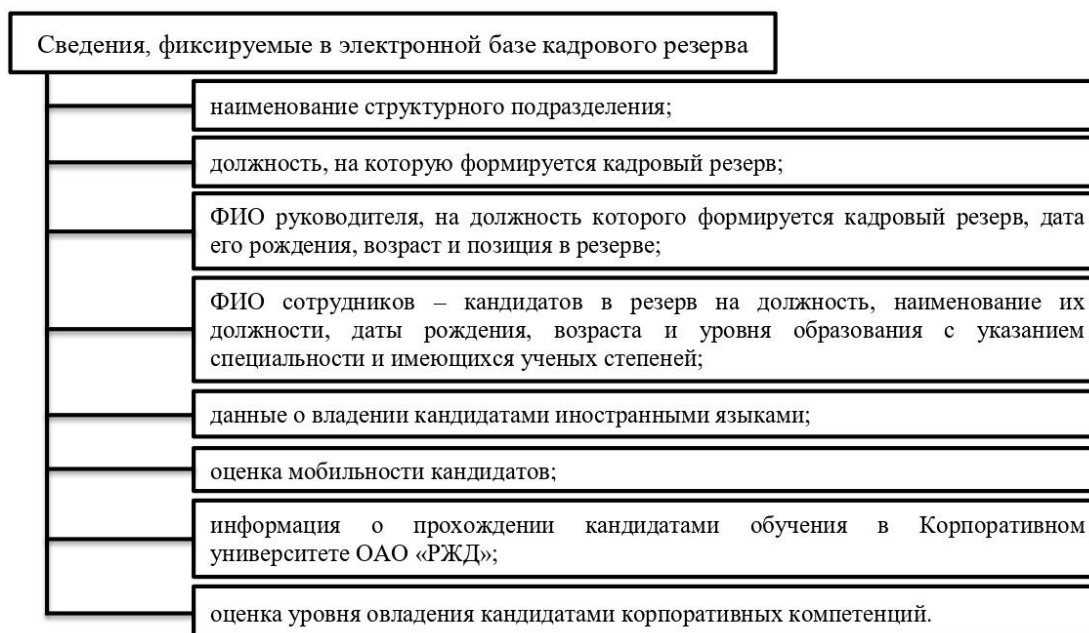 Сведения, фиксируемые в электронной базе кадрового резерва
наименование структурного подразделения;
должность, на которую формируется кадровый резерв;
ФИО руководителя, на должность которого формируется кадровый резерв, дата
его рождения, возраст и позиция в резерве;
ФИО сотрудников – кандидатов в резерв на должность, наименование их
должности, даты рождения, возраста и уровня образования с указанием
специальности и имеющихся ученых степеней;
данные о владении кандидатами иностранными языками;
оценка мобильности кандидатов;
информация о прохождении кандидатами обучения в Корпоративном
университете ОАО «РЖД»;
оценка уровня овладения кандидатами корпоративных компетенций.